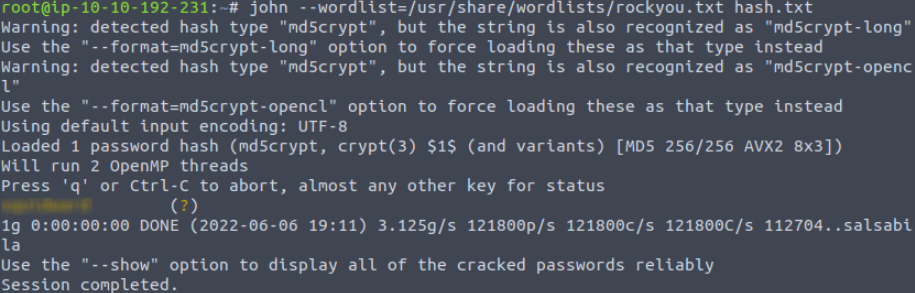 root@ip-10-10-192-231:~# john --wordlist=/usr/share/wordlists/rockyou.txt hash.txt
Warning: detected hash type "md5crypt", but the string is also recognized as "md5crypt-long"
Use the "--format=md5crypt-long" option to force loading these as that type instead
Warning: detected hash type "md5crypt", but the string is also recognized as "md5crypt-openc
l"
Use the "--format=md5crypt-opencl" option to force loading these as that type instead
Using default input encoding: UTF-8
Loaded 1 password hash (md5crypt, crypt(3) $1$ (and variants) [MD5 256/256 AVX2 8x3])
Will run 2 OpenMP threads
Press 'q' or Ctrl-C to abort, almost any other key for status
(?)
1g 0:00:00:00 DONE (2022-06-06 19:11) 3.125g/s 121800p/s 121800c/s 121800C/s 112704..salsabi
la
Use the "--show" option to display all of the cracked passwords reliably
Session completed.